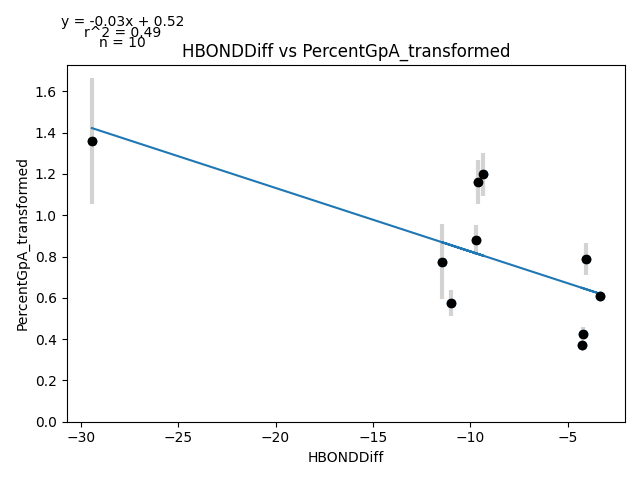 y = -0.03x + 0.52
r^2 = 0.49
n = 10
HBONDDiff vs PercentGpA_transformed
PercentGpA_transformed
1.6
1.4
1.2
1.0
0.8
0.6
0.4
0.2
0.0
−30
−25
−20
−15
−10
−5
HBONDDiff